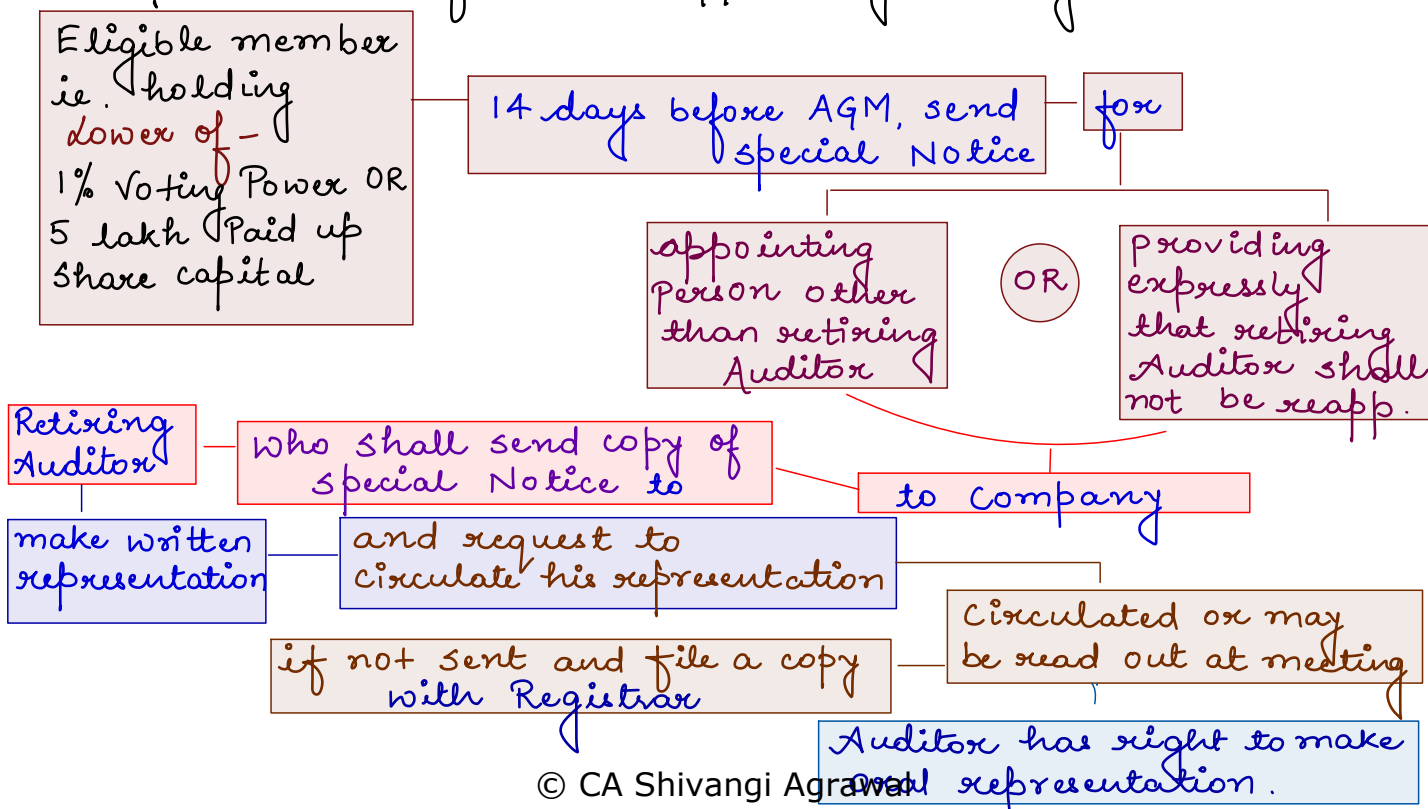 Eligible member
ie. holding
Lower of -
1% Voting Power OR
5 lakh Paid up
Share capital
14 days before AGM, send
special Notice
for
appointing
Person other
than retiring
Auditor
OR
providing
expressly
that retiring
Auditor shall
not be reapp.
to Company
who shall send copy of
special Notice to
Retiring
Auditor
make written
representation
and request to
circulate his representation
Circulated or may
be read out at meeting
if not sent and file a copy
with Registrar
Auditor has right to make
oral representation.
© CA Shivangi Agrawal